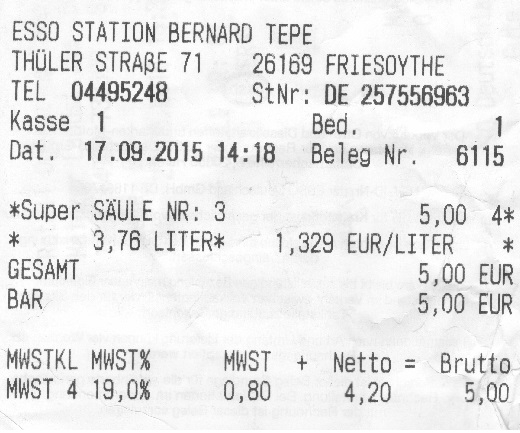 ESSO STATION BERNARD TEPE
THÜLER STRAßE 71 26169 FRIESOYTHE
TEL 04495248 StNr: DE 257556963
Kasse 1 Bed. 1
Dat. 17.09.2015 14:18 Beleg Nr. 6115
*Super SÄULE NR: 3 5,00 4*
* 3,76 LITER* 1,329 EUR/LITER *
GESAMT 5,00 EUR
BAR 5,00 EUR
MWSTKL MWST% MWST + Netto = Brutto
MWST 4 19,0% 0,80 4,20 5,00